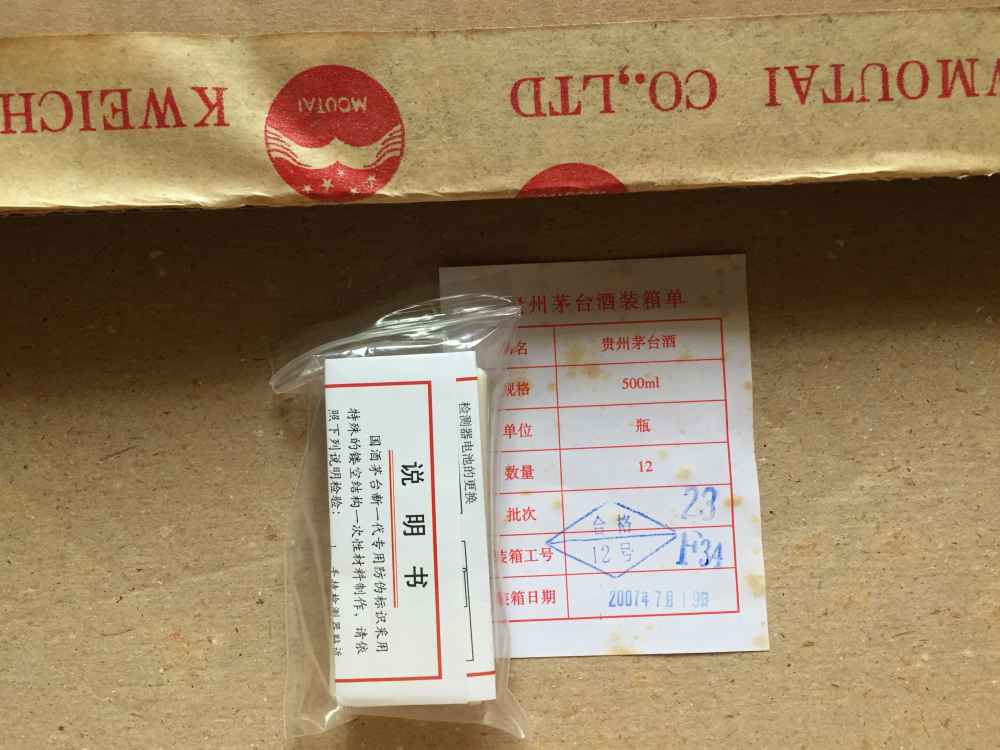 KWEICH
MOUTAI
MOUTAI CO.,LTD
贵州茅台酒装箱单
名 贵州茅台酒
规格 500ml
单位 瓶
数量 12
批次 23
合格
12号
装箱工号 F34
装箱日期 2007年7月19日
检测器电池的更换
说明书
国酒茅台新一代专用防伪标识采用
特殊的镂空结构一次性材料制作，请依
照下列说明检验：